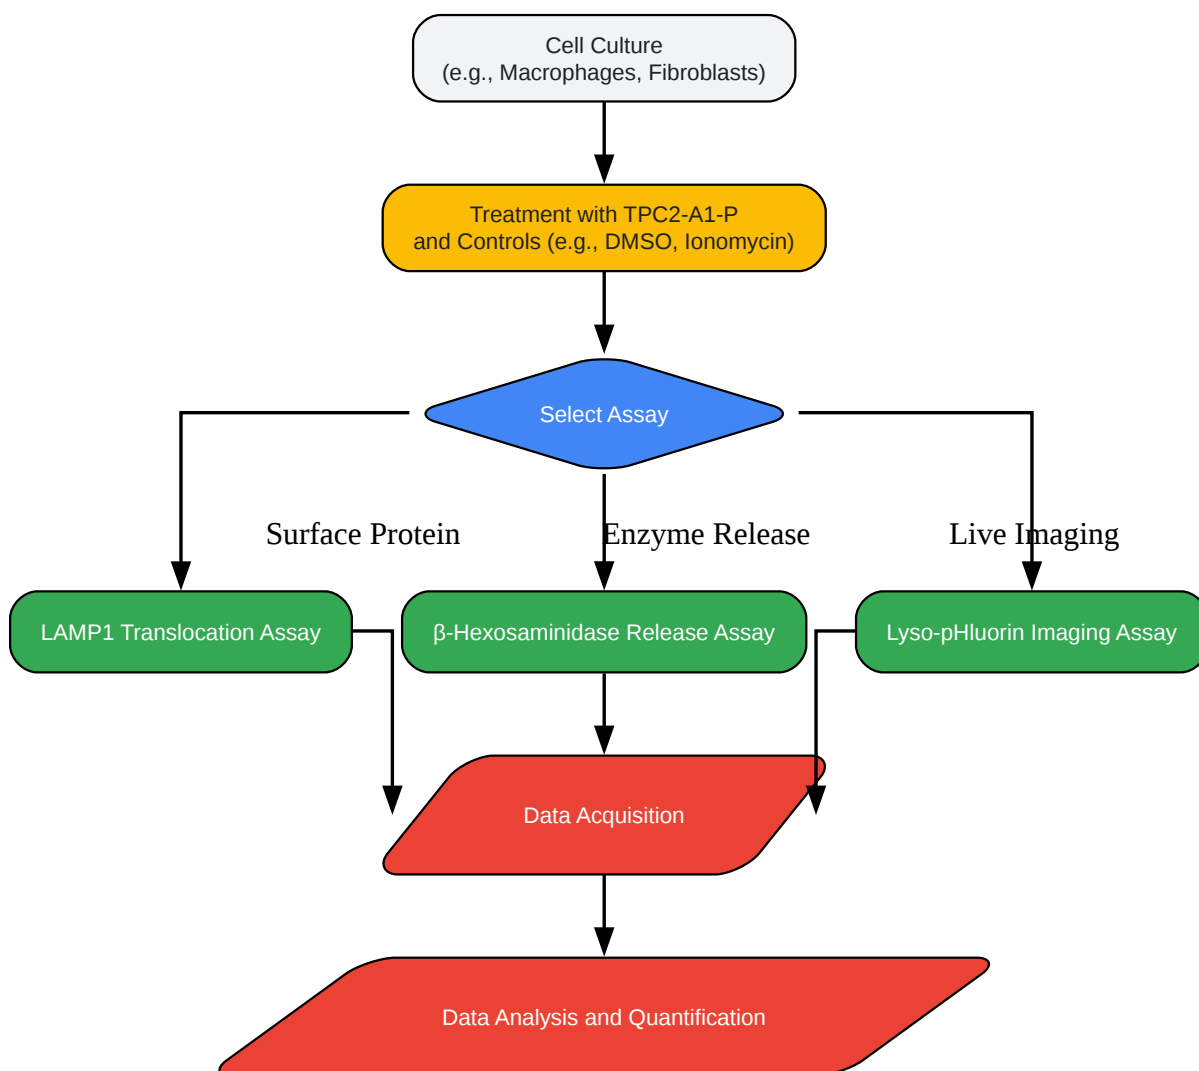 Cell Culture
(e.g., Macrophages, Fibroblasts)
Treatment with TPC2-A1-P
and Controls (e.g., DMSO, Ionomycin)
Select Assay
Surface Protein
Enzyme Release
Live Imaging
LAMP1 Translocation Assay
β-Hexosaminidase Release Assay
Lyso-pHluorin Imaging Assay
Data Acquisition
Data Analysis and Quantification